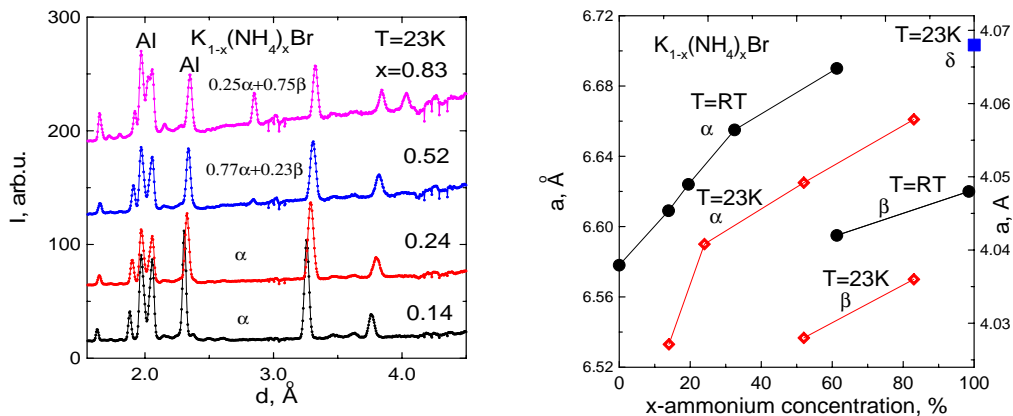 K1-x(NH4)xBr
T=23K
Al
Al
x=0.83
0.25α+0.75β
0.52
0.77α+0.23β
0.24
α
0.14
α
300
200
100
0
2.0
3.0
4.0
I, arb.u.
d, Å
K1-x(NH4)xBr
T=23K
δ
T=RT
α
T=23K
α
T=RT
β
T=23K
β
6.72
6.68
6.64
6.60
6.56
6.52
a, Å
4.07
4.06
4.05
4.04
4.03
a, A
0
20
40
60
80
100
x-ammonium concentration, %